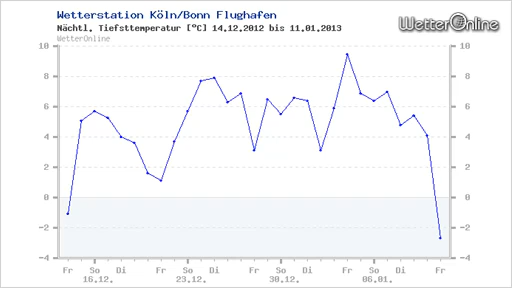 Wetterstation Köln/Bonn Flughafen
Nächtl. Tiefsttemperatur [°C] 14.12.2012 bis 11.01.2013
WetterOnline
WetterOnline
10 10
8 8
6 6
4 4
2 2
0 0
-2 -2
-4 -4
Fr So Di Fr So Di Fr So Di Fr So Di Fr
16.12. 23.12. 30.12. 06.01.